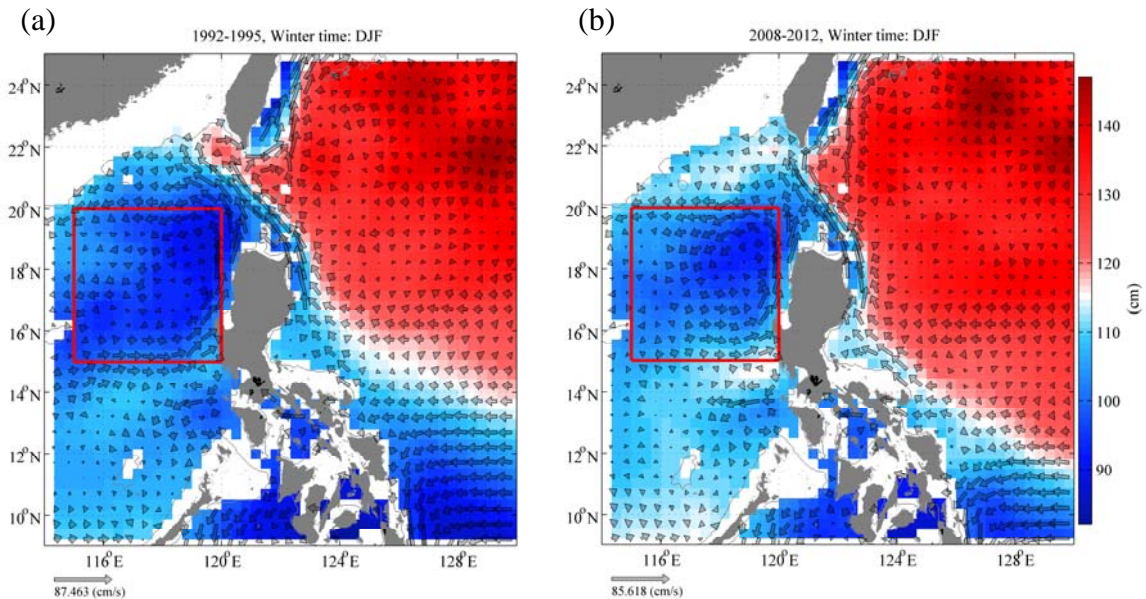 (a)
1992-1995, Winter time: DJF
24°N
22°N
20°N
18°N
16°N
14°N
12°N
10°N
116°E
120°E
124°E
128°E
87.463 (cm/s)
(b)
2008-2012, Winter time: DJF
24°N
22°N
20°N
18°N
16°N
14°N
12°N
10°N
116°E
120°E
124°E
128°E
85.618 (cm/s)
140
130
120
110
100
90
(cm)